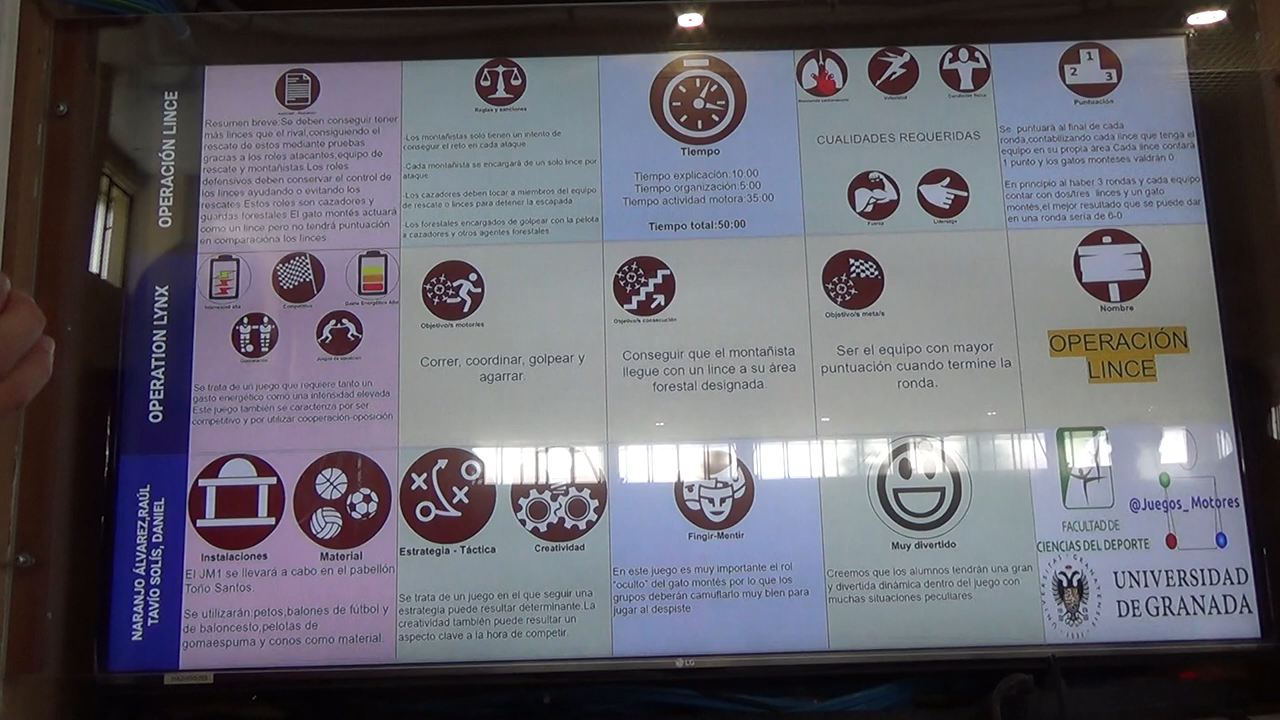 OPERACIÓN LINCE
OPERATION LYNX
NARANJO ÁLVAREZ,RAÚL
TAVÍO SOLÍS, DANIEL
Resumen breve:Se deben conseguir tener
más linces que el rival,consiguiendo el
rescate de estos mediante pruebas
gracias a los roles atacantes,equipo de
rescate y montañistas.Los roles
defensivos deben conservar el control de
los linces ayudando o evitando los
rescates.Estos roles son cazadores y
guardas forestales.El gato montés actuará
como un lince pero no tendrá puntuación
en comparaciona los linces
Reglas y sanciones
-Los montañistas solo tienen un intento de
conseguir el reto en cada ataque
-Cada montañista se encargará de un solo lince por
ataque.
-Los cazadores deben tocar a miembros del equipo
de rescate o linces para detener la escapada
-Los forestales encargados de golpear con la pelota
a cazadores y otros agentes forestales
Tiempo
Tiempo explicación:10:00
Tiempo organización:5:00
Tiempo actividad motora:35:00
Tiempo total:50:00
Velocidad
Condición física
CUALIDADES REQUERIDAS
Fuerza
Liderazgo
1
2
3
Puntuación
Se puntuará al final de cada
ronda,contabilizando cada lince que tenga el
equipo en su propia área.Cada lince contará
1 punto y los gatos monteses valdrán 0
En principio al haber 3 rondas y cada equipo
contar con dos/tres linces y un gato
montés,el mejor resultado que se puede dar
en una ronda sería de 6-0
Intensidad alta
Competitivo
Gasto Energético Alto
Cooperación
Juegos de oposición
Se trata de un juego que requiere tanto un
gasto energético como una intensidad elevada
Este juego también se caracteriza por ser
competitivo y por utilizar cooperación-oposición
Objetivo/s motor/es
Correr, coordinar, golpear y
agarrar.
Objetivo/s consecución
Conseguir que el montañista
llegue con un lince a su área
forestal designada.
Objetivo/s meta/s
Ser el equipo con mayor
puntuación cuando termine la
ronda.
Nombre
OPERACIÓN
LINCE
Instalaciones
Material
El JM1 se llevará a cabo en el pabellón
Toño Santos.
Se utilizarán:petos,balones de fútbol y
de baloncesto,pelotas de
gomaespuma y conos como material.
Estrategia - Táctica
Creatividad
Se trata de un juego en el que seguir una
estrategia puede resultar determinante.La
creatividad también puede resultar un
aspecto clave a la hora de competir.
Fingir-Mentir
En este juego es muy importante el rol
"oculto" del gato montés por lo que los
grupos deberán camuflarlo muy bien para
jugar al despiste
Muy divertido
Creemos que los alumnos tendrán una gran
y divertida dinámica dentro del juego con
muchas situaciones peculiares.
FACULTAD DE
CIENCIAS DEL DEPORTE
@Juegos_Motores
UNIVERSIDAD
DE GRANADA
LG